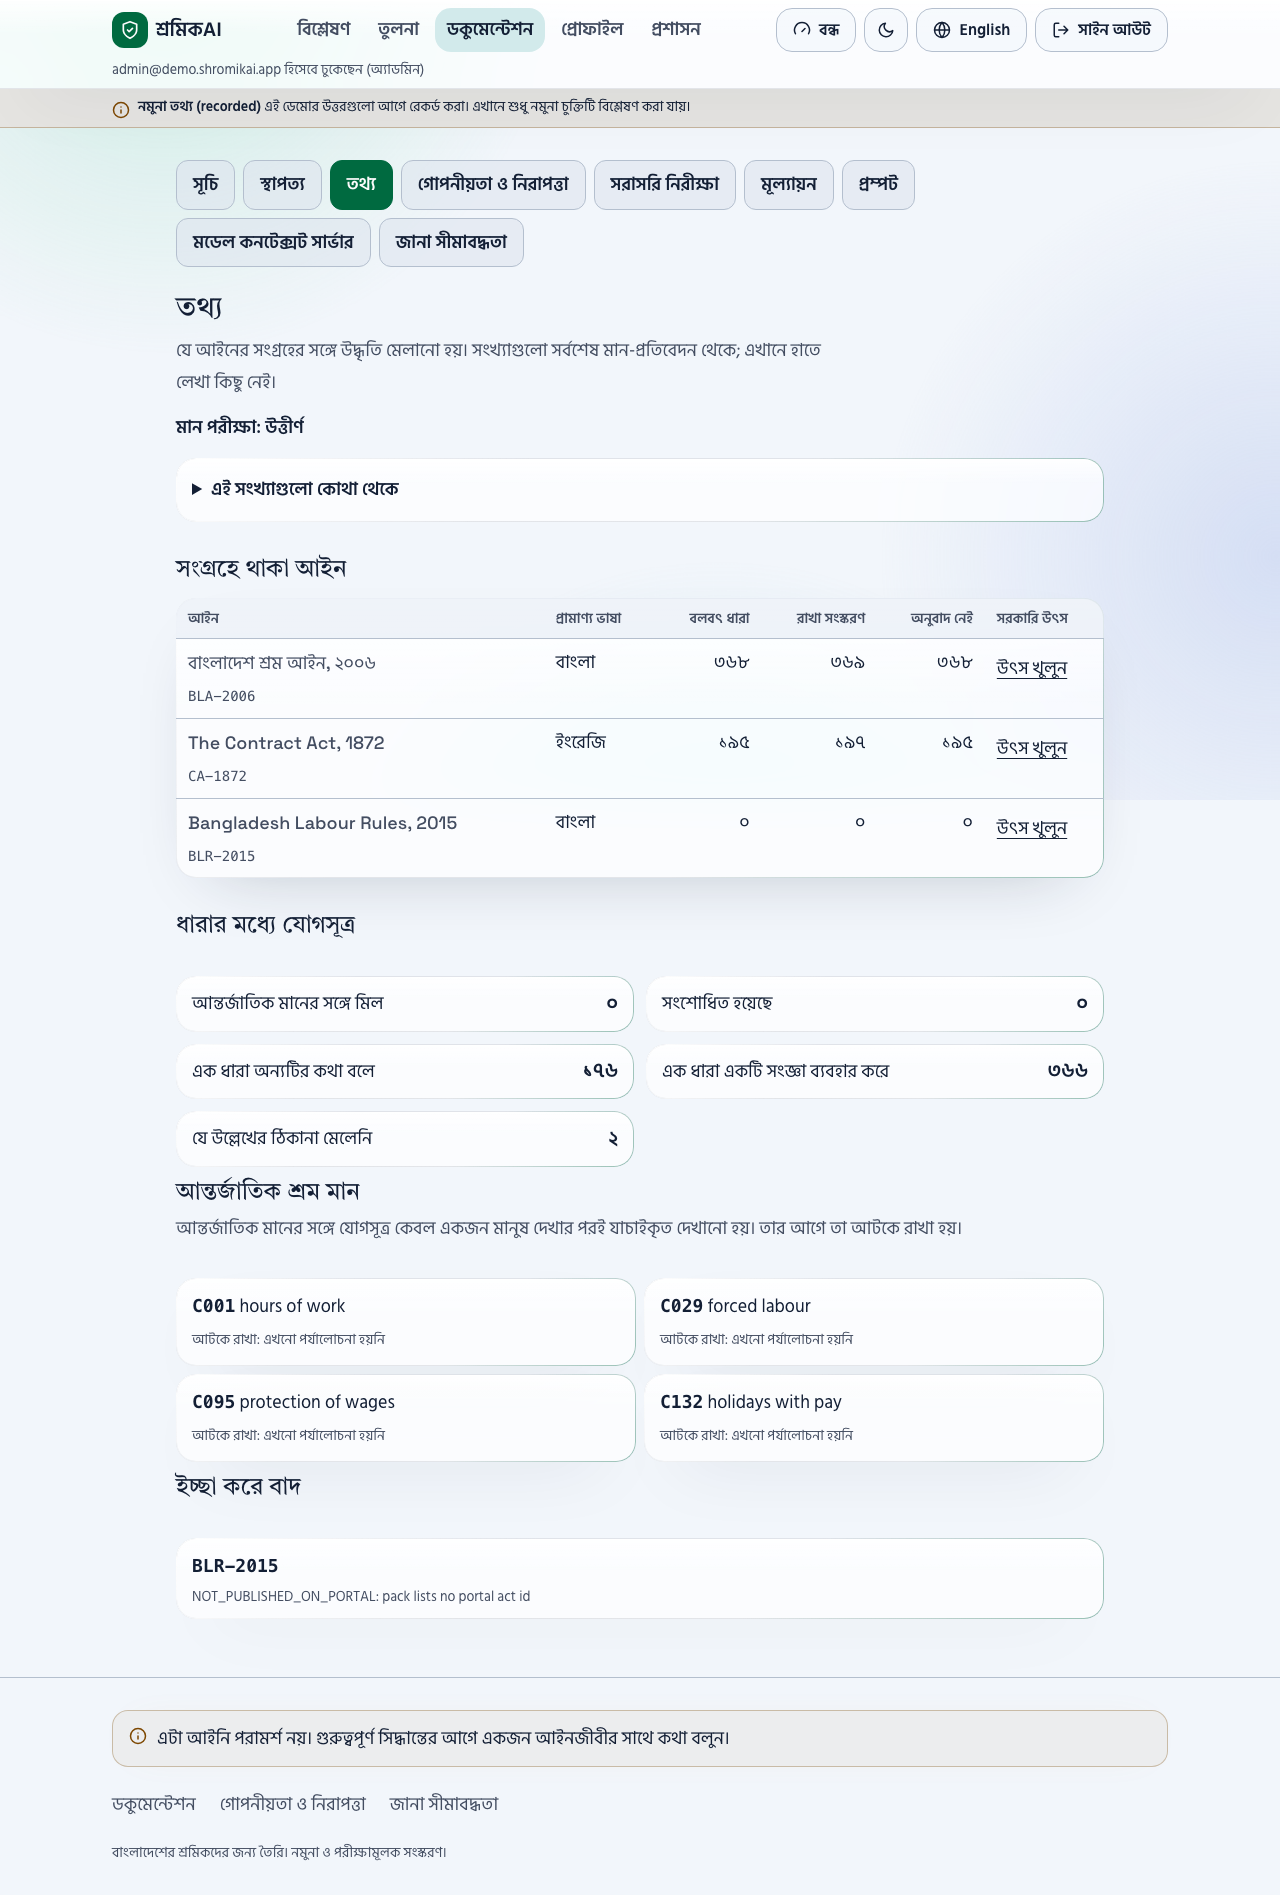 শ্রমিকAI
বিশ্লেষণ তুলনা ডকুমেন্টেশন প্রোফাইল প্রশাসন
বন্ধ English সাইন আউট
admin@demo.shromikai.app হিসেবে ঢুকেছেন (অ্যাডমিন)
নমুনা তথ্য (recorded) এই ডেমোর উত্তরগুলো আগে রেকর্ড করা। এখানে শুধু নমুনা চুক্তিটি বিশ্লেষণ করা যায়।
সূচি স্থাপত্য তথ্য গোপনীয়তা ও নিরাপত্তা সরাসরি নিরীক্ষা মূল্যায়ন প্রম্পট
মডেল কনটেক্সট সার্ভার জানা সীমাবদ্ধতা
তথ্য
যে আইনের সংগ্রহের সঙ্গে উদ্ধৃতি মেলানো হয়। সংখ্যাগুলো সর্বশেষ মান-প্রতিবেদন থেকে; এখানে হাতে
লেখা কিছু নেই।
মান পরীক্ষা: উত্তীর্ণ
এই সংখ্যাগুলো কোথা থেকে
সংগ্রহে থাকা আইন
আইন প্রামাণ্য ভাষা বলবৎ ধারা রাখা সংস্করণ অনুবাদ নেই সরকারি উৎস
বাংলাদেশ শ্রম আইন, ২০০৬ বাংলা ৩৬৮ ৩৬৯ ৩৬৮ উৎস খুলুন
BLA-2006
The Contract Act, 1872 ইংরেজি ১৯৫ ১৯৭ ১৯৫ উৎস খুলুন
CA-1872
Bangladesh Labour Rules, 2015 বাংলা ০ ০ ০ উৎস খুলুন
BLR-2015
ধারার মধ্যে যোগসূত্র
আন্তর্জাতিক মানের সঙ্গে মিল ০
সংশোধিত হয়েছে ০
এক ধারা অন্যটির কথা বলে ১৭৬
এক ধারা একটি সংজ্ঞা ব্যবহার করে ৩৬৬
যে উল্লেখের ঠিকানা মেলেনি ২
আন্তর্জাতিক শ্রম মান
আন্তর্জাতিক মানের সঙ্গে যোগসূত্র কেবল একজন মানুষ দেখার পরই যাচাইকৃত দেখানো হয়। তার আগে তা আটকে রাখা হয়।
C001 hours of work
আটকে রাখা: এখনো পর্যালোচনা হয়নি
C029 forced labour
আটকে রাখা: এখনো পর্যালোচনা হয়নি
C095 protection of wages
আটকে রাখা: এখনো পর্যালোচনা হয়নি
C132 holidays with pay
আটকে রাখা: এখনো পর্যালোচনা হয়নি
ইচ্ছা করে বাদ
BLR-2015
NOT_PUBLISHED_ON_PORTAL: pack lists no portal act id
এটা আইনি পরামর্শ নয়। গুরুত্বপূর্ণ সিদ্ধান্তের আগে একজন আইনজীবীর সাথে কথা বলুন।
ডকুমেন্টেশন গোপনীয়তা ও নিরাপত্তা জানা সীমাবদ্ধতা
বাংলাদেশের শ্রমিকদের জন্য তৈরি। নমুনা ও পরীক্ষামূলক সংস্করণ।